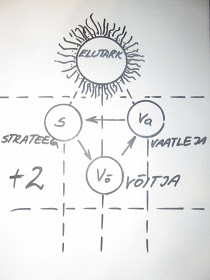 ELUTARK
S
Va
STRATEEG
VAATLEJA
+2
Võ
VÕITJA